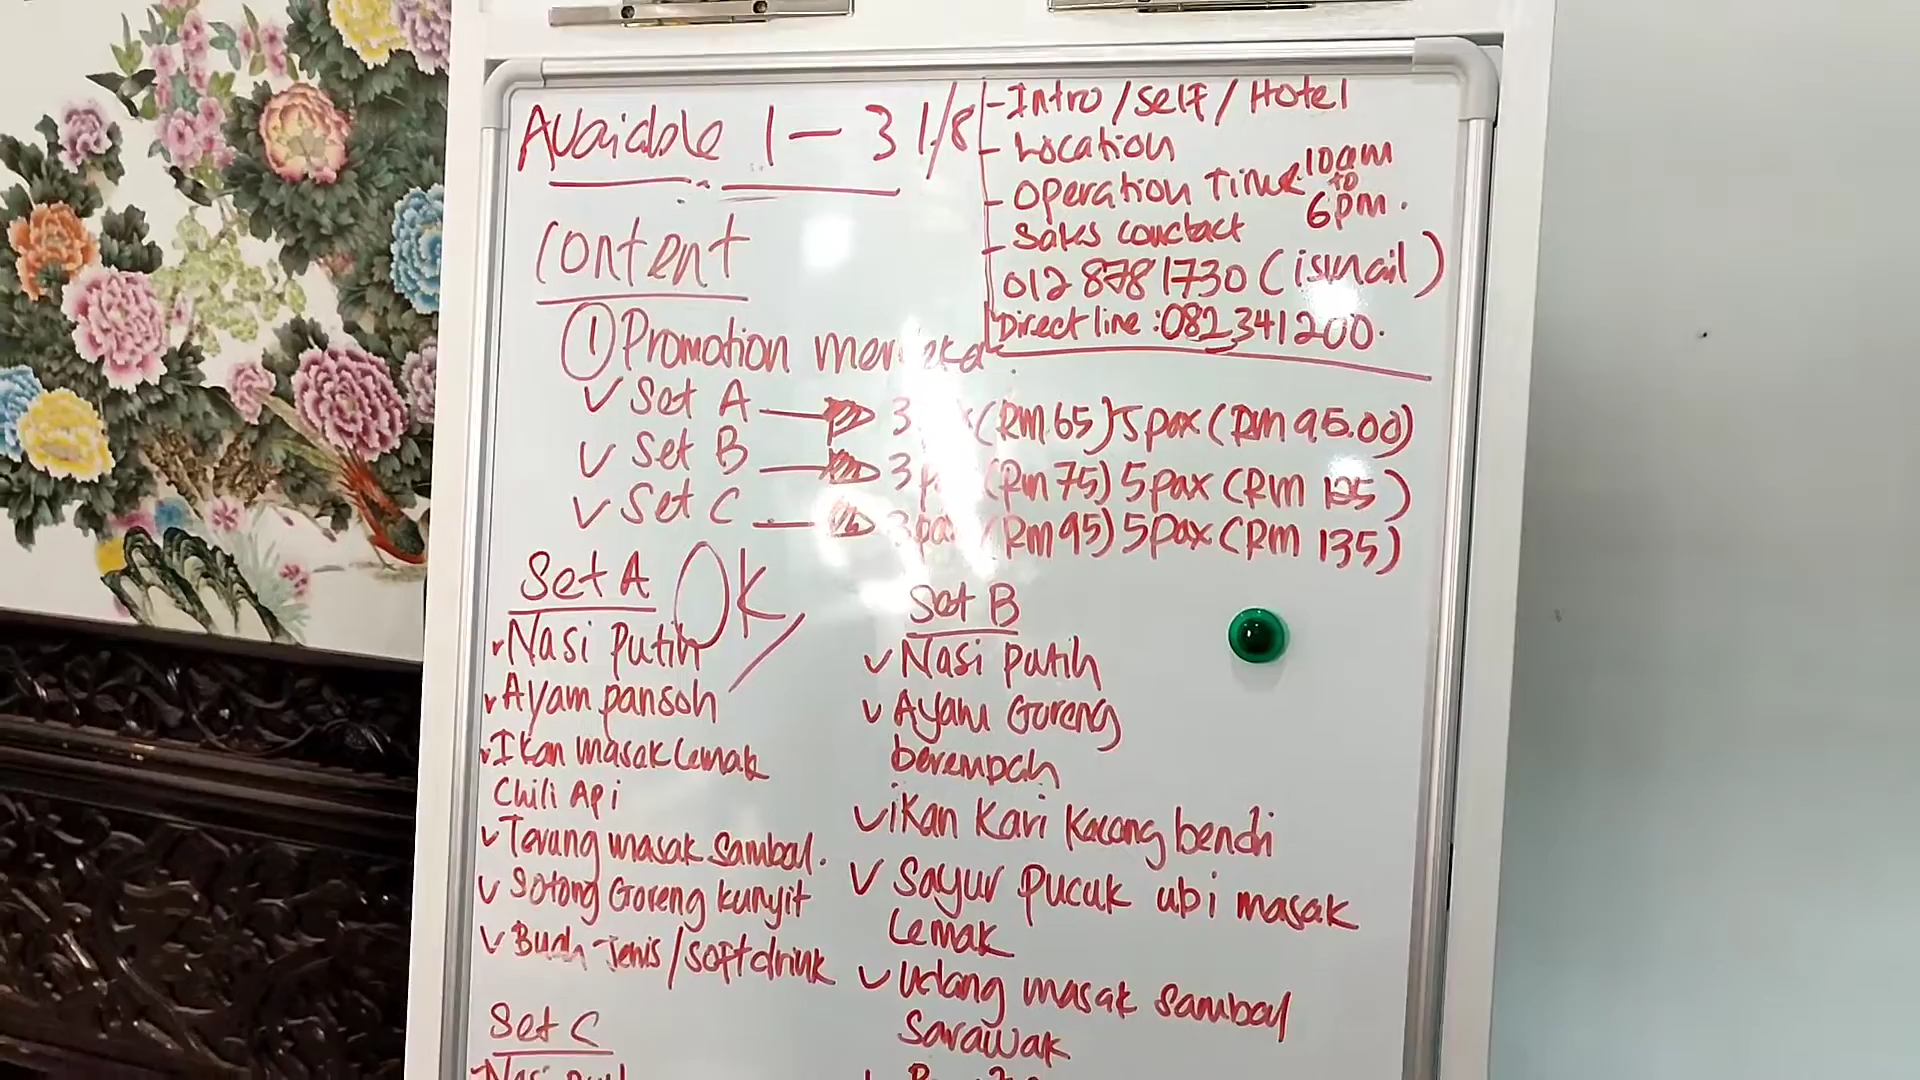 Available 1 – 31/8
- Intro / self / Hotel
- Location
- Operation Time 10am to 6pm.
- Sales contact
012 8781730 (ismail)
Direct line : 082 341200.
Content
① Promotion merdeka
✓ Set A → 3 (RM 65) 5 pax (RM 95.00)
✓ Set B → 3 pax (Rm 75) 5 pax (RM 125)
✓ Set C → 3 pax (Rm 95) 5 pax (RM 135)
Set A
OK
✓ Nasi Putih
✓ Ayam pansoh
✓ Ikan masak Lemak
Chili Api
✓ Terung masak sambal.
✓ Sotong Goreng kunyit
✓ Buah Jenis / soft drink
Set B
✓ Nasi Putih
✓ Ayam Goreng
berempah
✓ ikan Kari Kacang bendi
✓ Sayur pucuk ubi masak
Lemak
✓ Udang masak sambal
Sarawak
Set C